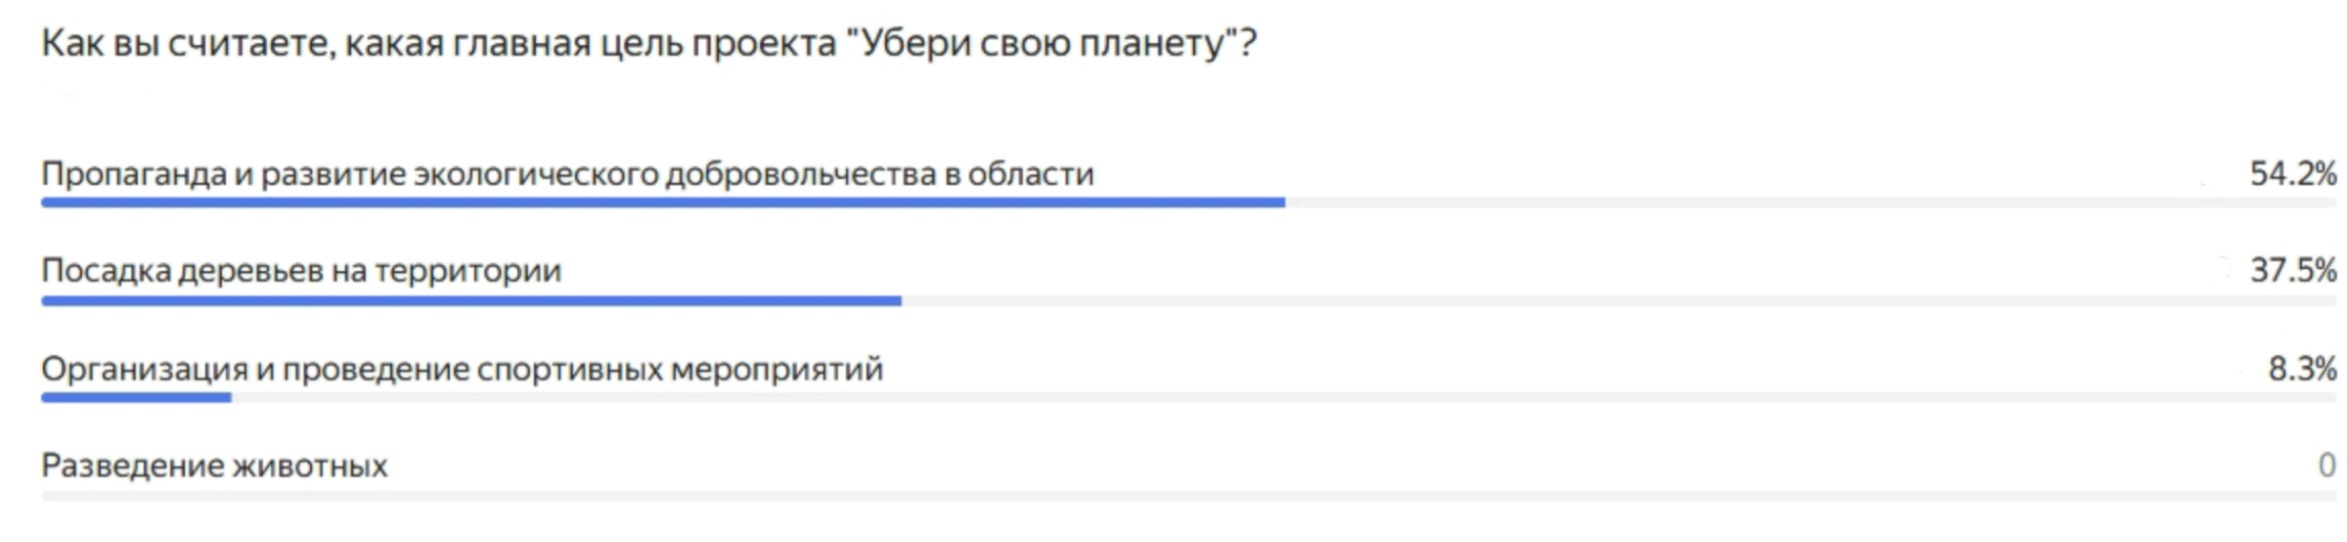 Как вы считаете, какая главная цель проекта "Убери свою планету"?
Пропаганда и развитие экологического добровольчества в области 54.2%
Посадка деревьев на территории 37.5%
Организация и проведение спортивных мероприятий 8.3%
Разведение животных 0